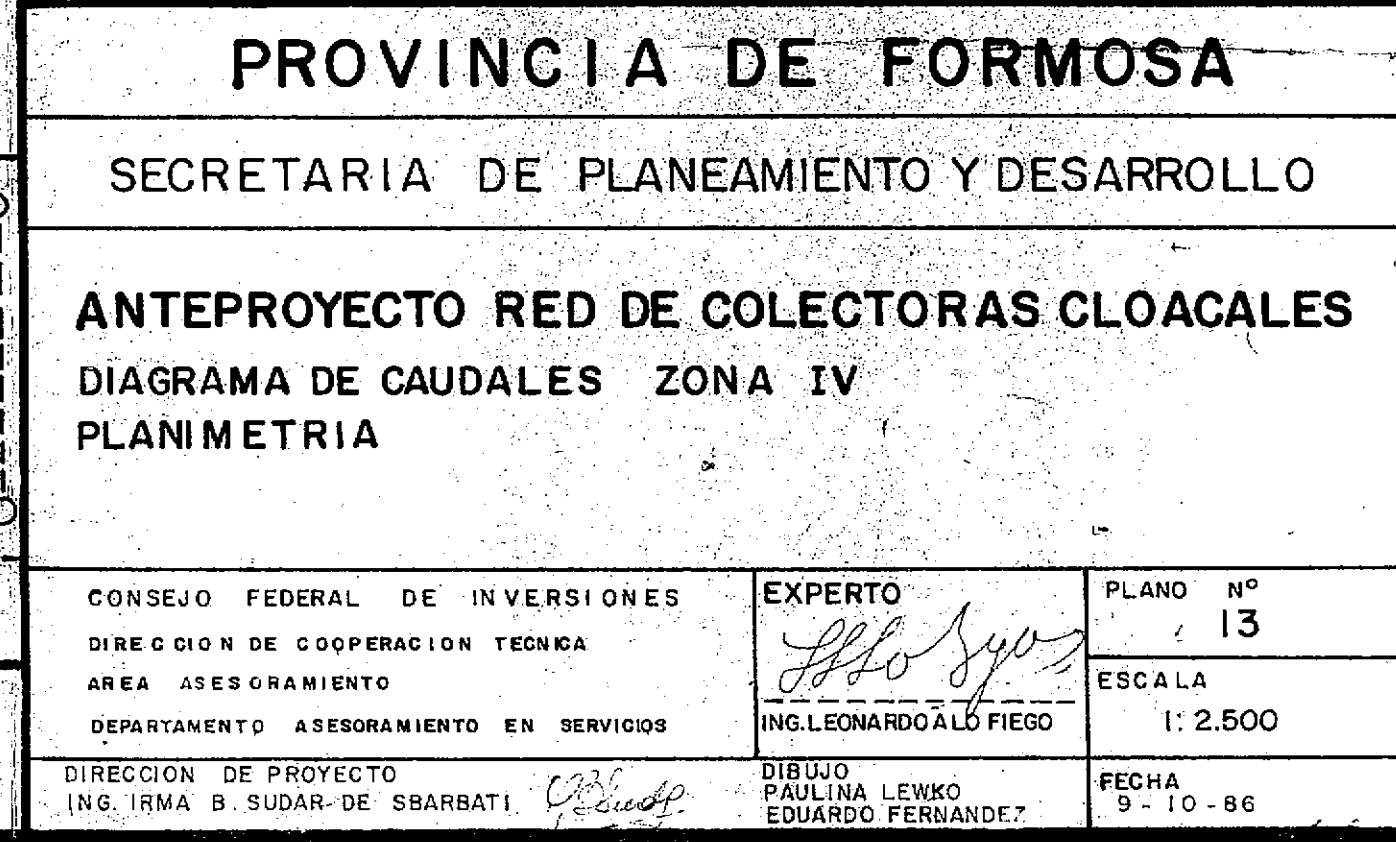 PROVINCIA DE FORMOSA
SECRETARIA DE PLANEAMIENTO Y DESARROLLO
ANTEPROYECTO RED DE COLECTORAS CLOACALES
DIAGRAMA DE CAUDALES ZONA IV
PLANIMETRIA
CONSEJO FEDERAL DE INVERSIONES
DIRECCION DE COOPERACION TECNICA
AREA ASESORAMIENTO
DEPARTAMENTO ASESORAMIENTO EN SERVICIOS
EXPERTO
ING. LEONARDO A LO FIEGO
PLANO Nº
13
ESCALA
1: 2.500
DIRECCION DE PROYECTO
ING. IRMA B. SUDAR DE SBARBATI
DIBUJO
PAULINA LEWKO
EDUARDO FERNANDEZ
FECHA
9 - 10 - 86